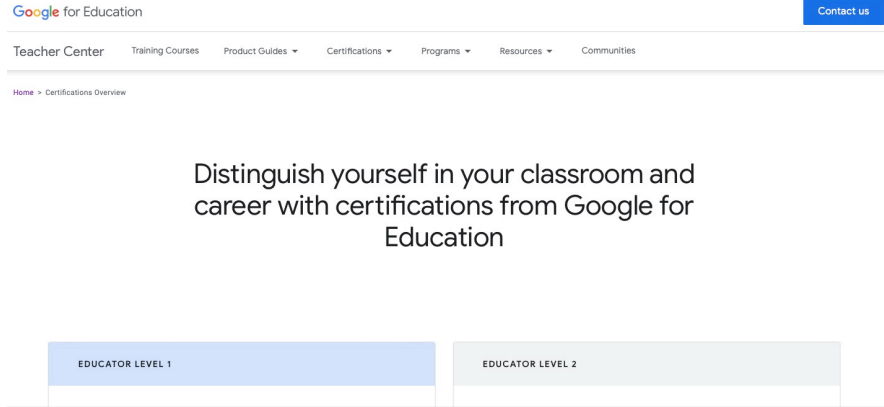 Google for Education
Contact us
Teacher Center
Training Courses
Product Guides
Certifications
Programs
Resources
Communities
Home > Certifications Overview
Distinguish yourself in your classroom and
career with certifications from Google for
Education
EDUCATOR LEVEL 1
EDUCATOR LEVEL 2